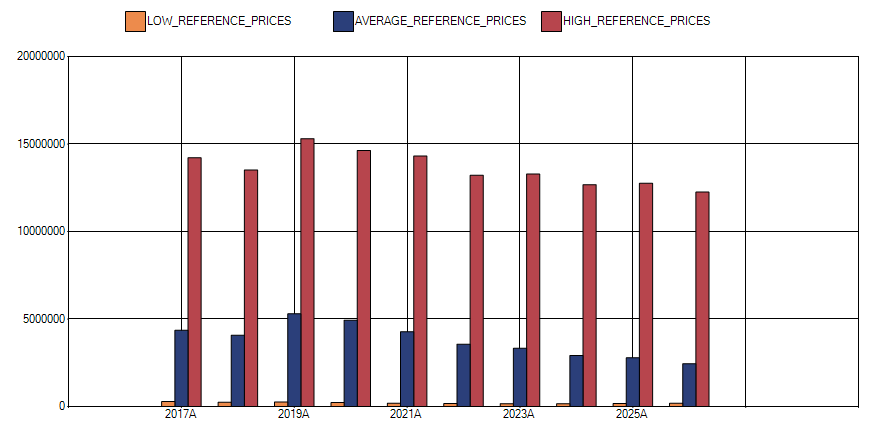 LOW_REFERENCE_PRICES AVERAGE_REFERENCE_PRICES HIGH_REFERENCE_PRICES
20000000
15000000
10000000
5000000
0
2017A 2019A 2021A 2023A 2025A